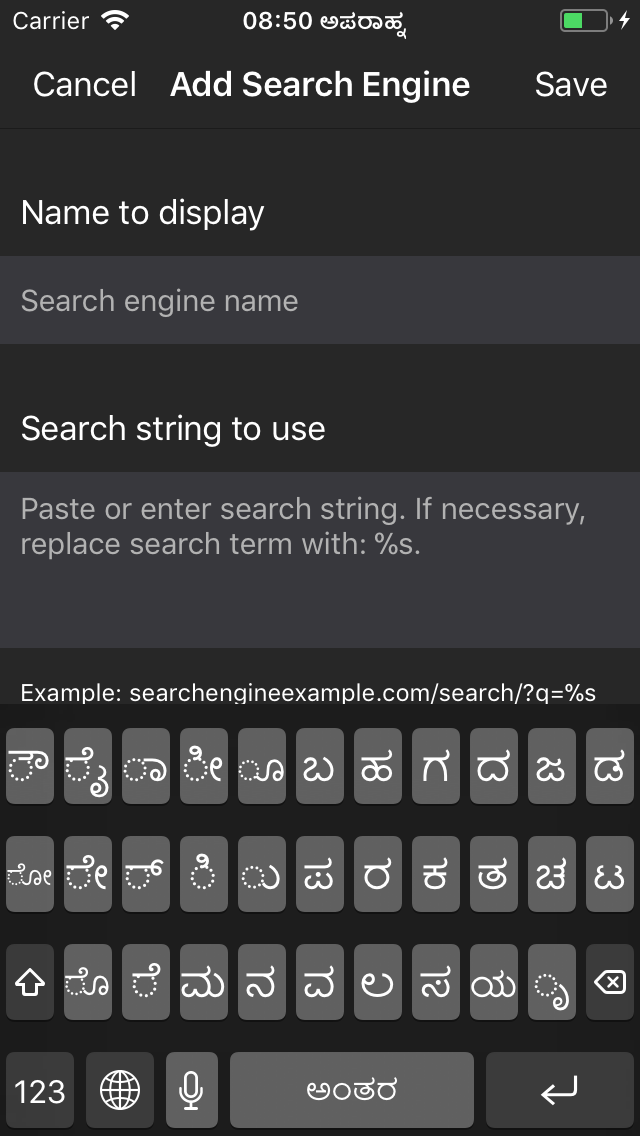 Carrier 08:50 ಅಪರಾಹ್ನ
Cancel Add Search Engine Save
Name to display
Search engine name
Search string to use
Paste or enter search string. If necessary,
replace search term with: %s.
Example: searchengineexample.com/search/?q=%s
ೌ ೈ ಾ ೀ ೂ ಬ ಹ ಗ ದ ಜ ಡ
ೋ ೇ ್ ಿ ು ಪ ರ ಕ ತ ಚ ಟ
ೊ ೆ ಮ ನ ವ ಲ ಸ ಯ ೃ
123 ಅಂತರ